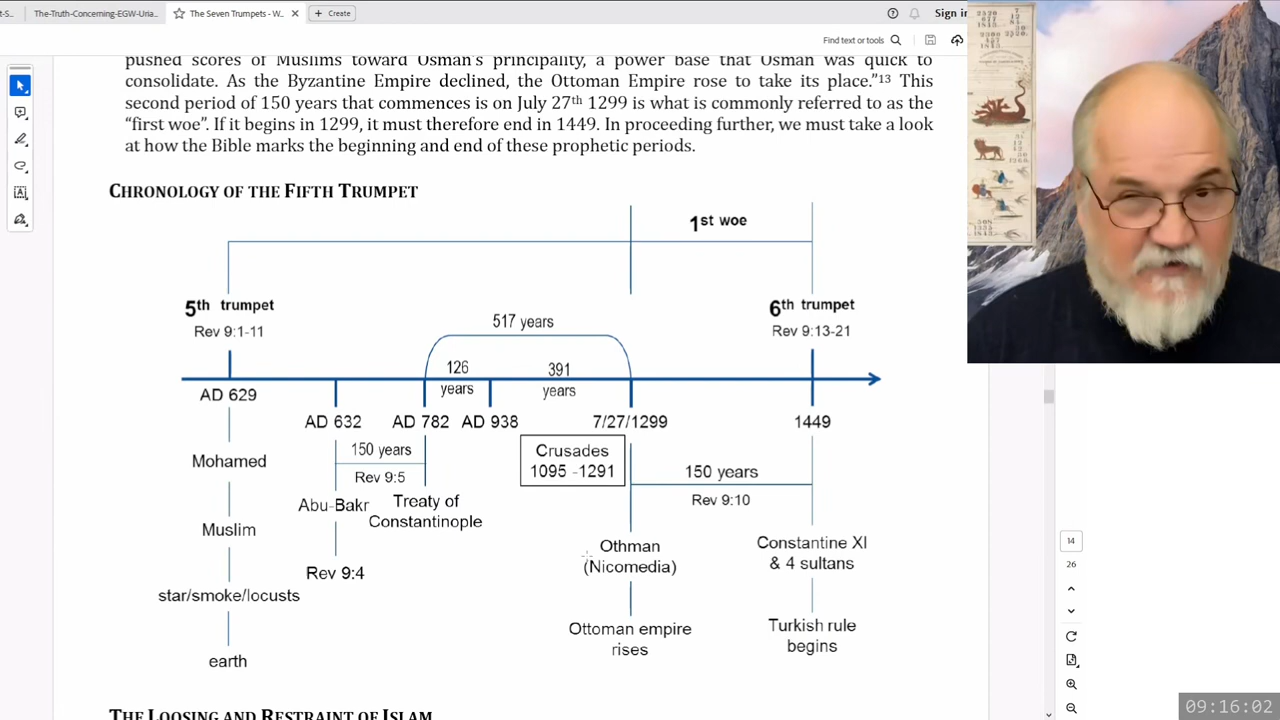 t-S...
The-Truth-Concerning-EGW-Uria...
The Seven Trumpets - W...
Create
Sign in
Find text or tools
pushed scores of Muslims toward Osman's principality, a power base that Osman was quick to
consolidate. As the Byzantine Empire declined, the Ottoman Empire rose to take its place.”¹³ This
second period of 150 years that commences is on July 27th 1299 is what is commonly referred to as the
“first woe”. If it begins in 1299, it must therefore end in 1449. In proceeding further, we must take a look
at how the Bible marks the beginning and end of these prophetic periods.
CHRONOLOGY OF THE FIFTH TRUMPET
1st woe
5th trumpet
Rev 9:1-11
6th trumpet
Rev 9:13-21
517 years
126
years
391
years
AD 629
AD 632
AD 782
AD 938
7/27/1299
1449
150 years
Rev 9:5
Crusades
1095 -1291
150 years
Rev 9:10
Mohamed
Abu-Bakr
Treaty of
Constantinople
Muslim
Othman
(Nicomedia)
Constantine XI
& 4 sultans
Rev 9:4
star/smoke/locusts
Ottoman empire
rises
Turkish rule
begins
earth
THE LOOSING AND RESTRAINT OF ISLAM
14
26
09:16:02